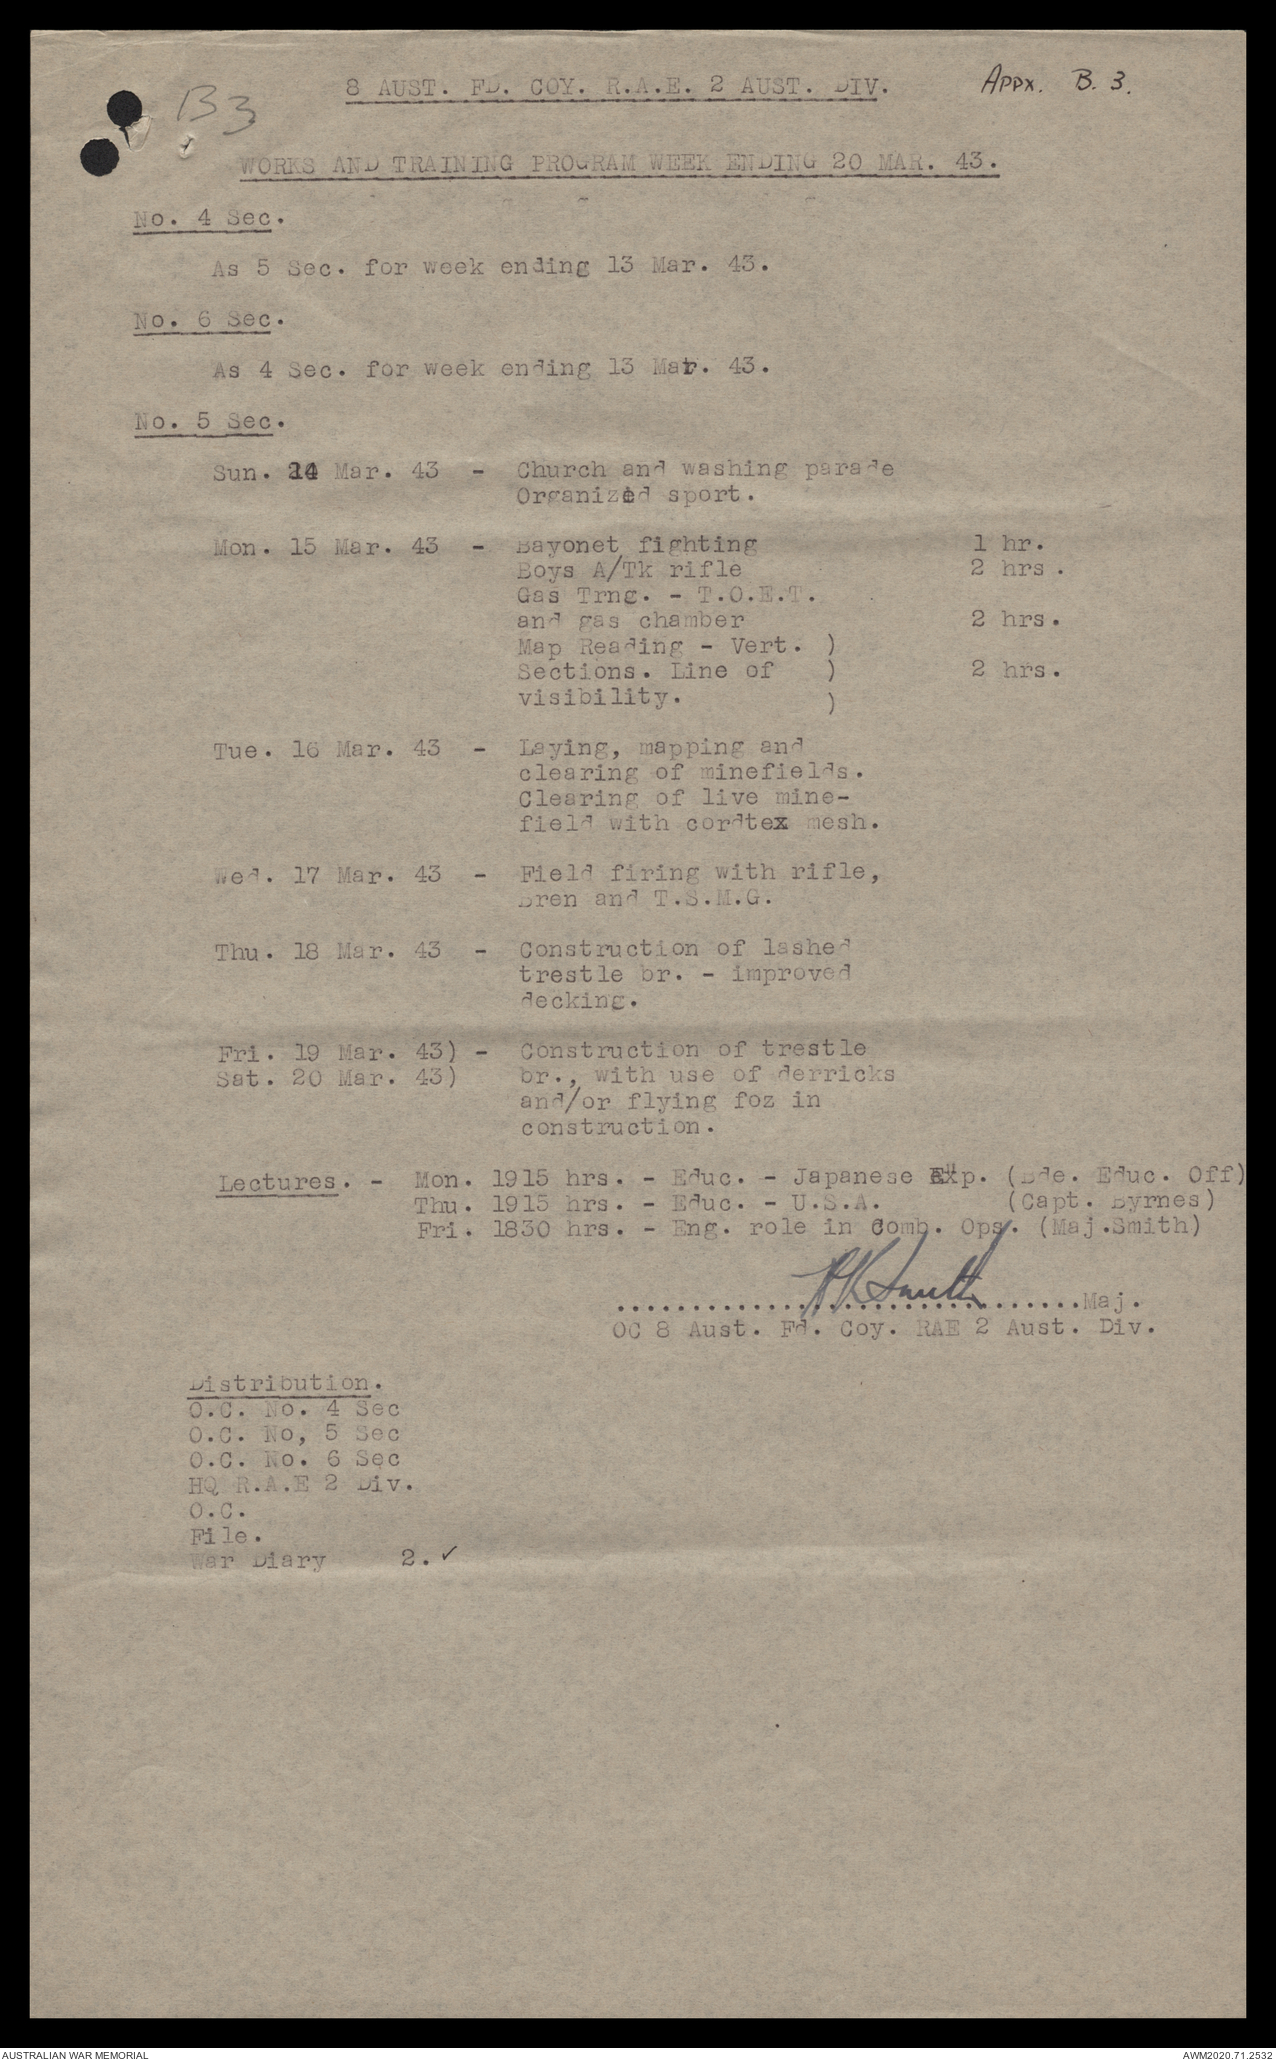 B3
8 AUST. FD. COY. R.A.E. 2 AUST. DIV.
Appx. B. 3.
WORKS AND TRAINING PROGRAM WEEK ENDING 20 MAR. 43.
No. 4 Sec.
As 5 Sec. for week ending 13 Mar. 43.
No. 6 Sec.
As 4 Sec. for week ending 13 Mar. 43.
No. 5 Sec.
Sun. 14 Mar. 43 - Church and washing parade
Organized sport.
Mon. 15 Mar. 43 - Bayonet fighting 1 hr.
Boys A/Tk rifle 2 hrs.
Gas Trng. - T.O.E.T.
and gas chamber 2 hrs.
Map Reading - Vert. )
Sections. Line of ) 2 hrs.
visibility. )
Tue. 16 Mar. 43 - Laying, mapping and
clearing of minefields.
Clearing of live mine-
field with cordtex mesh.
Wed. 17 Mar. 43 - Field firing with rifle,
Bren and T.S.M.G.
Thu. 18 Mar. 43 - Construction of lashed
trestle br. - improved
decking.
Fri. 19 Mar. 43) - Construction of trestle
Sat. 20 Mar. 43) br., with use of derricks
and/or flying foz in
construction.
Lectures. - Mon. 1915 hrs. - Educ. - Japanese Exp. (Bde. Educ. Off)
Thu. 1915 hrs. - Educ. - U.S.A. (Capt. Byrnes)
Fri. 1830 hrs. - Eng. role in Comb. Ops. (Maj.Smith)
Smith
................................Maj.
OC 8 Aust. Fd. Coy. RAE 2 Aust. Div.
Distribution.
O.C. No. 4 Sec
O.C. No, 5 Sec
O.C. No. 6 Sec
HQ R.A.E 2 Div.
O.C.
File.
War Diary 2. ✓
AUSTRALIAN WAR MEMORIAL
AWM2020.71.2532